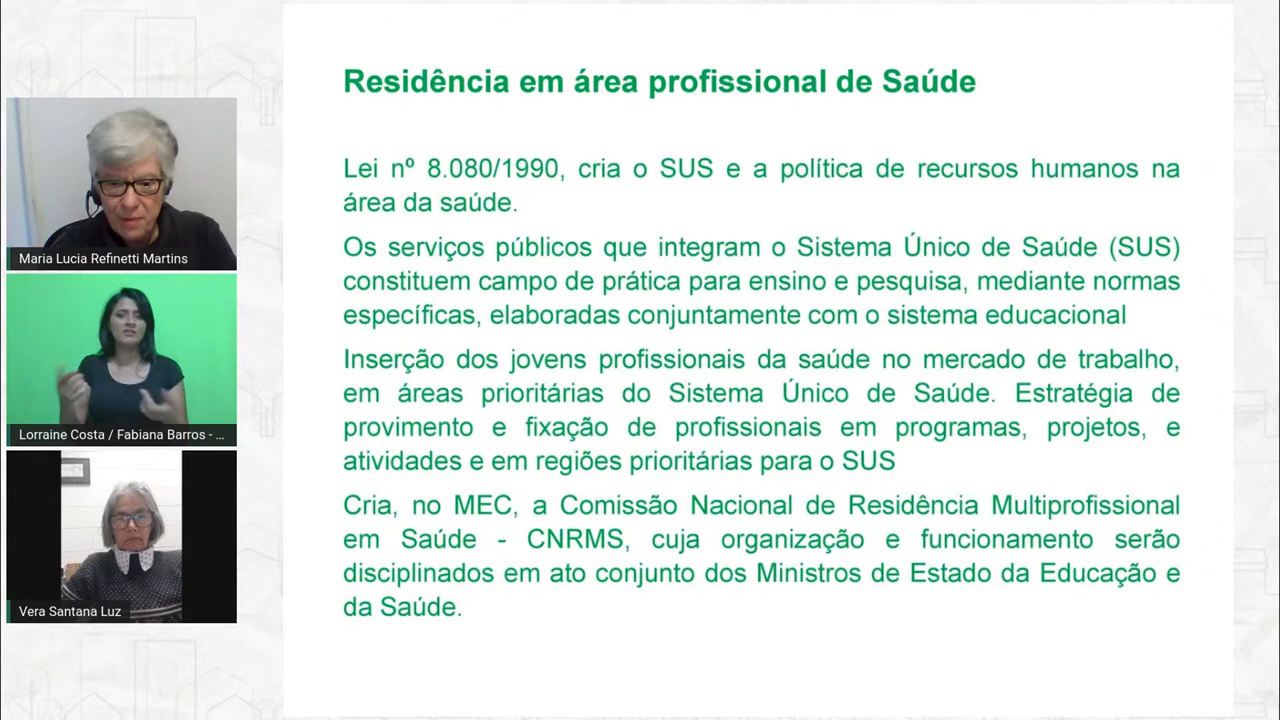 Residência em área profissional de Saúde
Lei nº 8.080/1990, cria o SUS e a política de recursos humanos na
área da saúde.
Os serviços públicos que integram o Sistema Único de Saúde (SUS)
constituem campo de prática para ensino e pesquisa, mediante normas
específicas, elaboradas conjuntamente com o sistema educacional
Inserção dos jovens profissionais da saúde no mercado de trabalho,
em áreas prioritárias do Sistema Único de Saúde. Estratégia de
provimento e fixação de profissionais em programas, projetos, e
atividades e em regiões prioritárias para o SUS
Cria, no MEC, a Comissão Nacional de Residência Multiprofissional
em Saúde - CNRMS, cuja organização e funcionamento serão
disciplinados em ato conjunto dos Ministros de Estado da Educação e
da Saúde.
Maria Lucia Refinetti Martins
Lorraine Costa / Fabiana Barros - ...
Vera Santana Luz